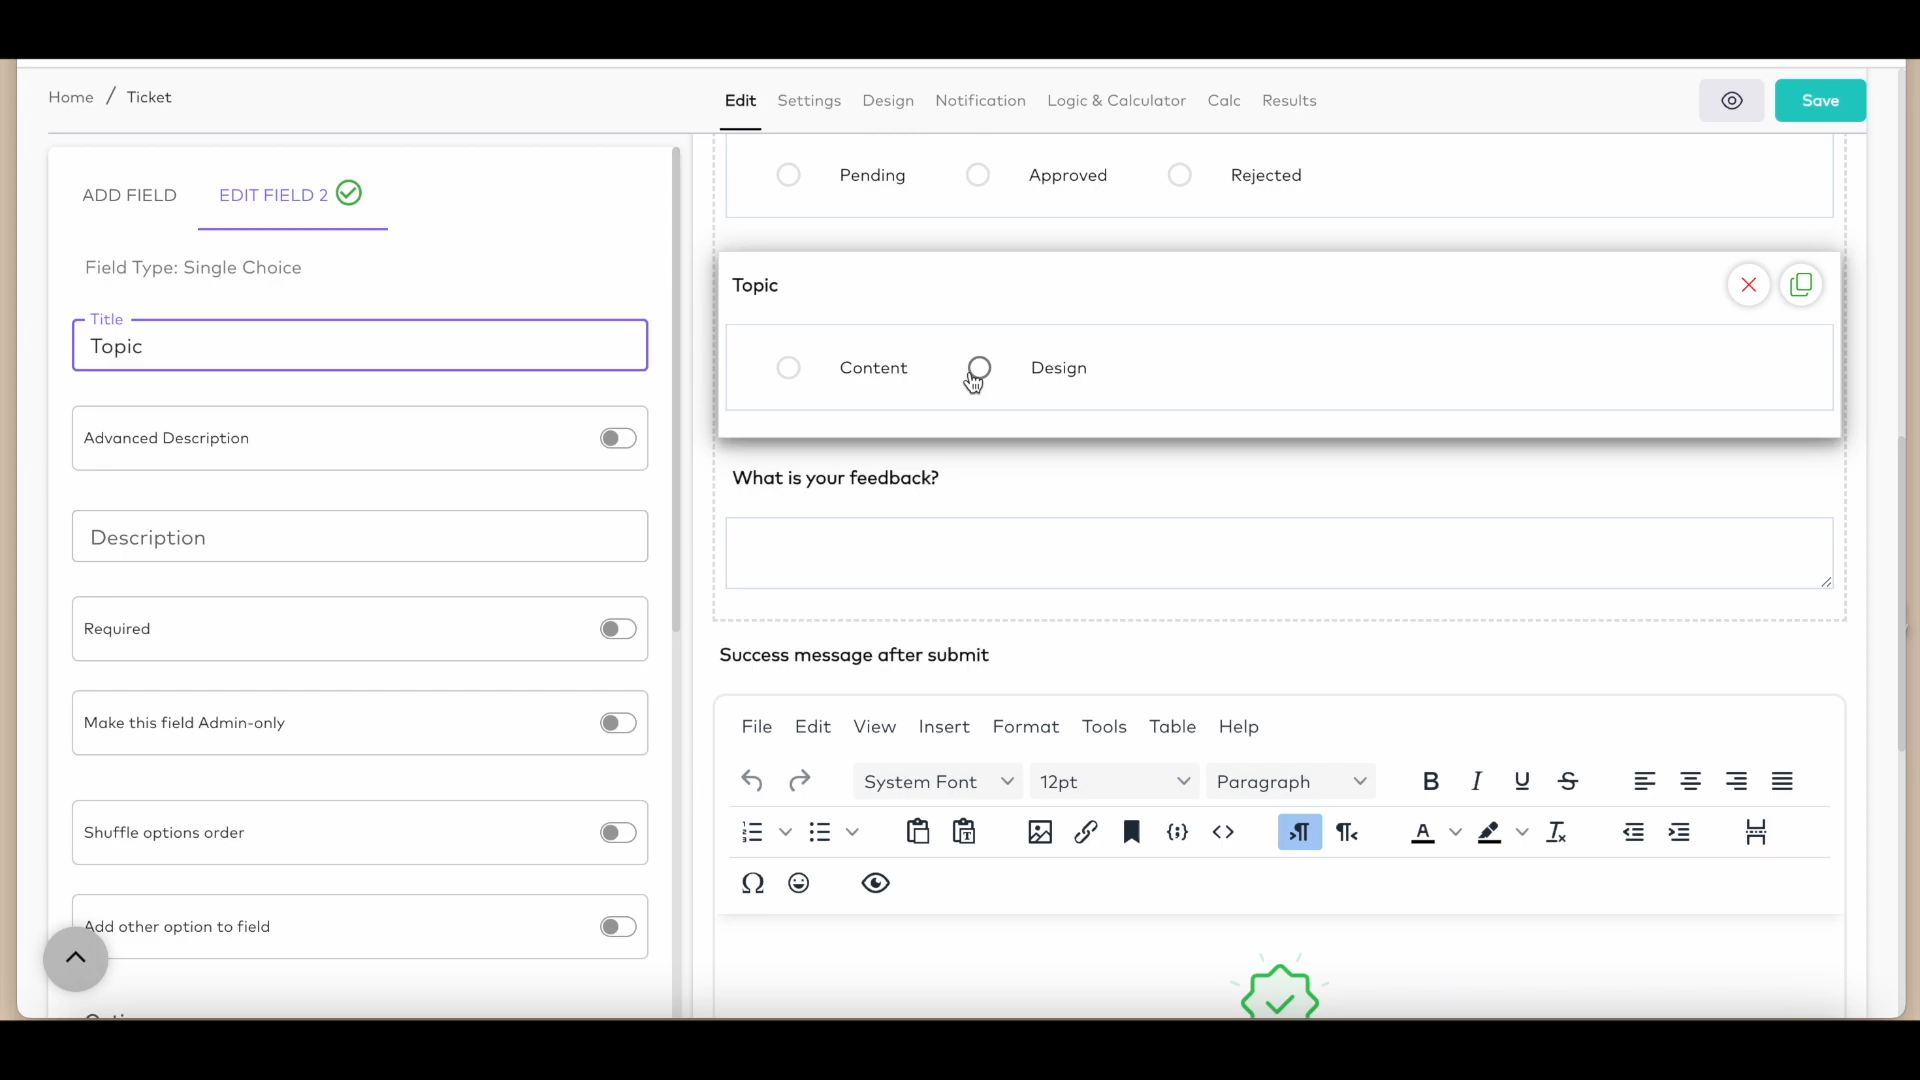 Home / Ticket
Edit Settings Design Notification Logic & Calculator Calc Results
Save
ADD FIELD EDIT FIELD 2
Field Type: Single Choice
Title
Topic
Advanced Description
Description
Required
Make this field Admin-only
Shuffle options order
Add other option to field
Pending Approved Rejected
Topic
Content Design
What is your feedback?
Success message after submit
File Edit View Insert Format Tools Table Help
System Font 12pt Paragraph